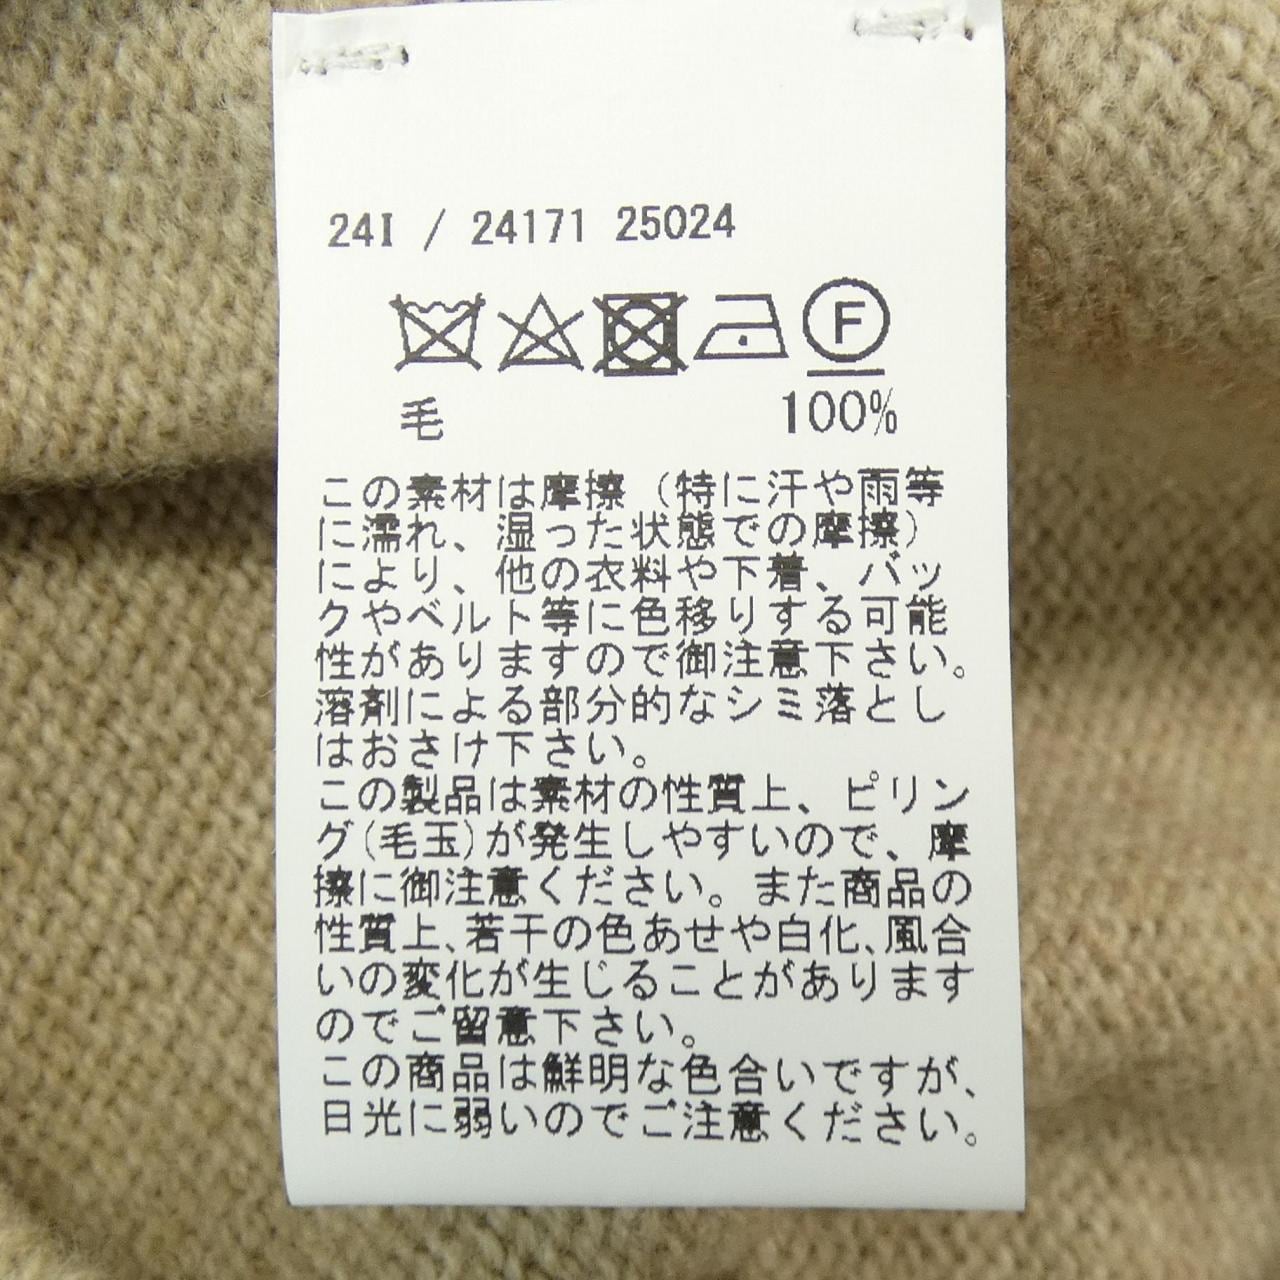 24I / 24171 25024
F
毛 100%
この素材は摩擦（特に汗や雨等
に濡れ、湿った状態での摩擦）
により、他の衣料や下着、バッ
クやベルト等に色移りする可能
性がありますので御注意下さい。
溶剤による部分的なシミ落とし
はおさけ下さい。
この製品は素材の性質上、ピリン
グ(毛玉)が発生しやすいので、摩
擦に御注意ください。また商品の
性質上、若干の色あせや白化、風合
いの変化が生じることがあります
のでご留意下さい。
この商品は鮮明な色合いですが、
日光に弱いのでご注意ください。